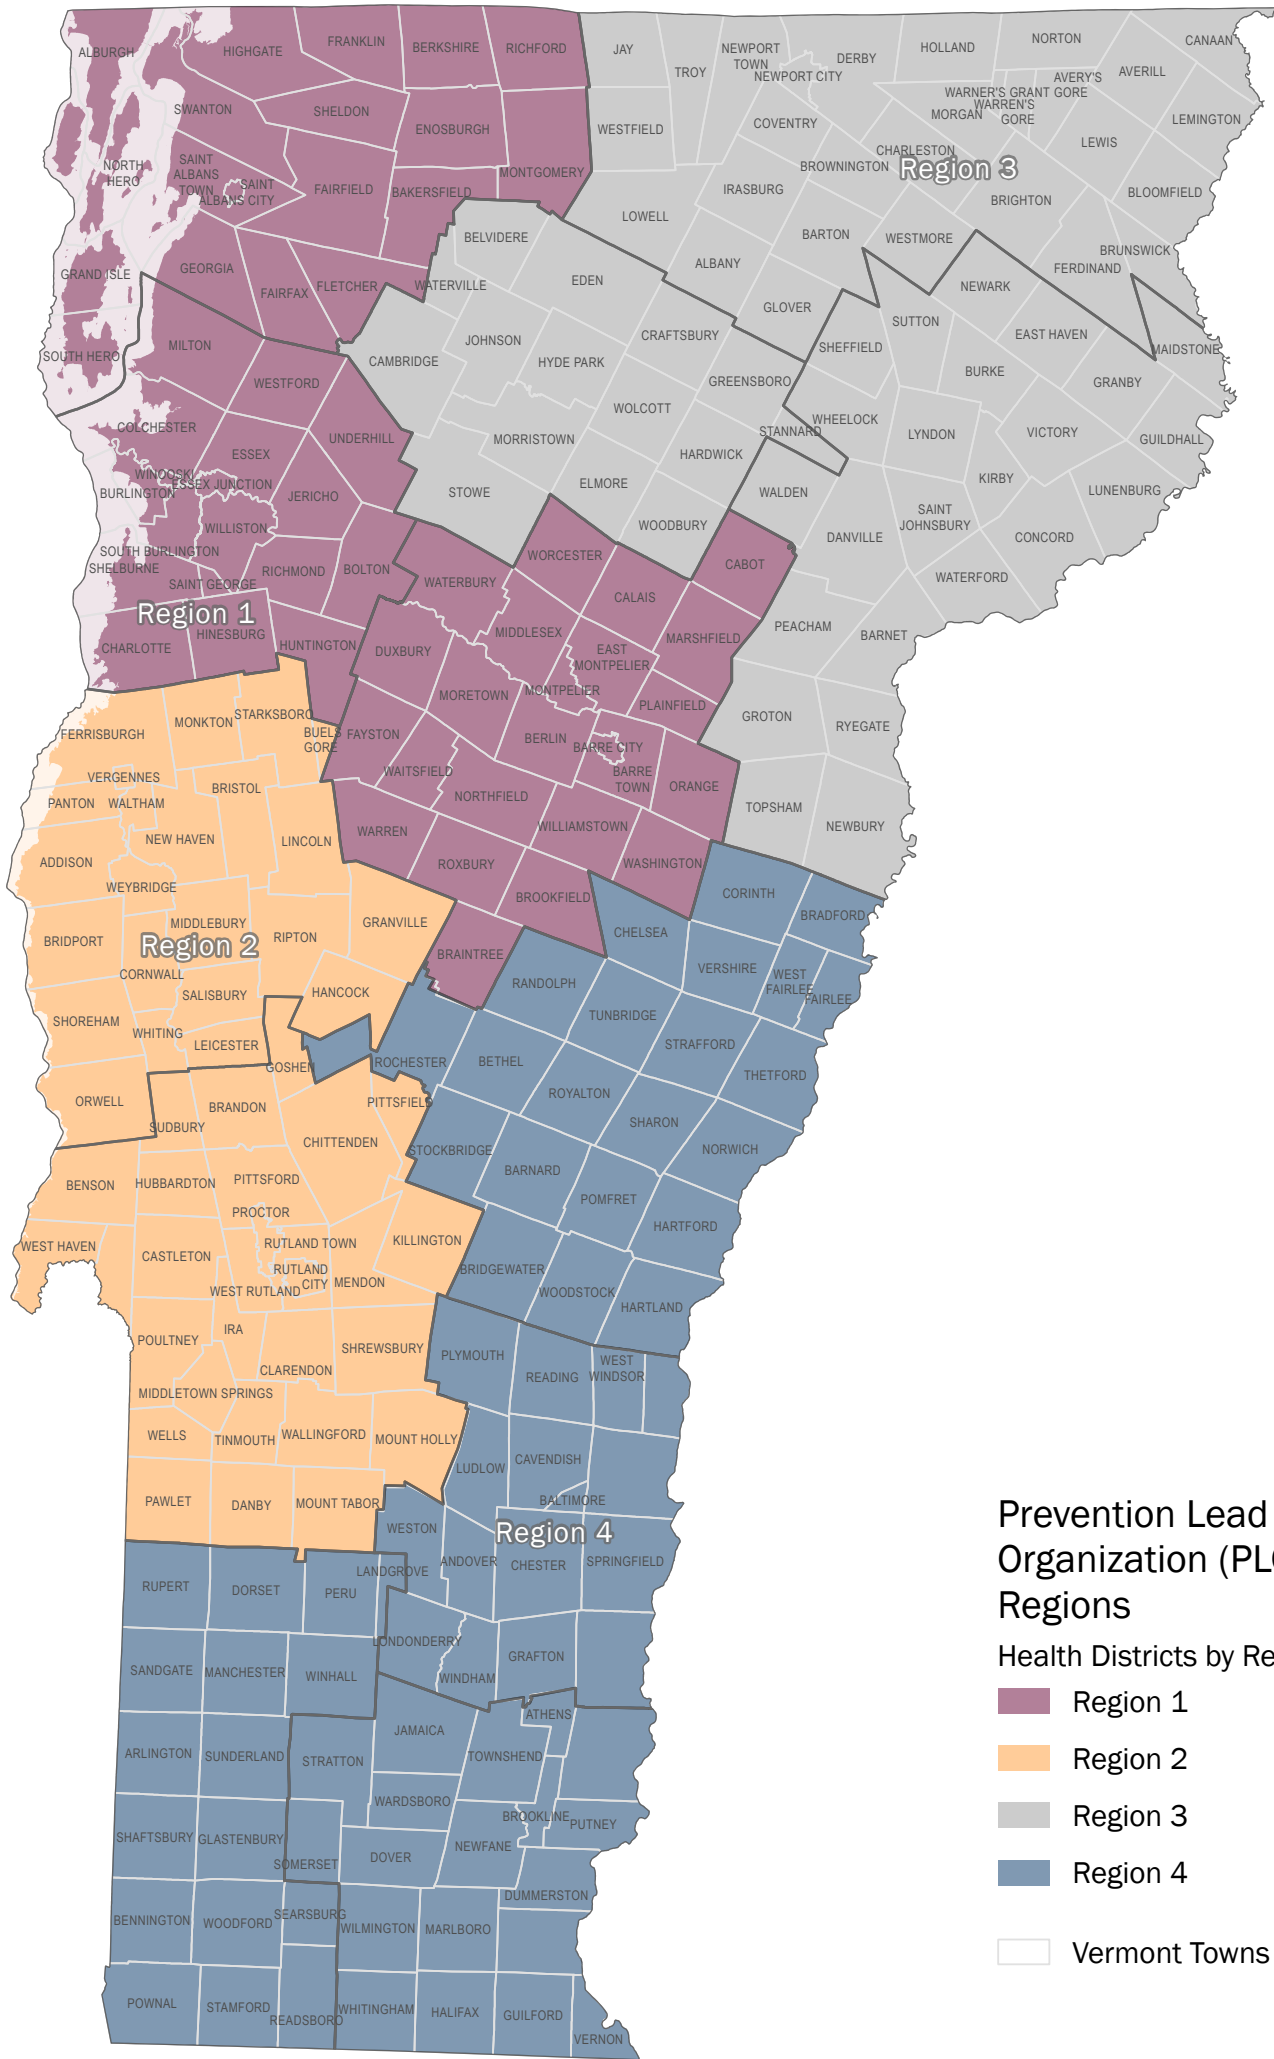 ALBURGH
HIGHGATE
FRANKLIN
BERKSHIRE
RICHFORD
JAY
TROY
NEWPORT
TOWN
NEWPORT CITY
DERBY
HOLLAND
NORTON
CANAAN
AVERY'S
GORE
AVERILL
WARNER'S GRANT
WARREN'S
GORE
MORGAN
LEMINGTON
SWANTON
SHELDON
ENOSBURGH
WESTFIELD
COVENTRY
LEWIS
CHARLESTON
BROWNINGTON
Region 3
NORTH
HERO
SAINT
ALBANS
TOWN
SAINT
ALBANS CITY
FAIRFIELD
BAKERSFIELD
MONTGOMERY
IRASBURG
BRIGHTON
BLOOMFIELD
LOWELL
BELVIDERE
BARTON
WESTMORE
BRUNSWICK
FERDINAND
GRAND ISLE
GEORGIA
FAIRFAX
FLETCHER
WATERVILLE
EDEN
ALBANY
GLOVER
NEWARK
SUTTON
EAST HAVEN
MAIDSTONE
SOUTH HERO
MILTON
WESTFORD
CAMBRIDGE
JOHNSON
HYDE PARK
CRAFTSBURY
GREENSBORO
SHEFFIELD
BURKE
GRANBY
COLCHESTER
UNDERHILL
WOLCOTT
MORRISTOWN
STANNARD
WHEELOCK
LYNDON
VICTORY
GUILDHALL
ESSEX
WINOOSKI
ESSEX JUNCTION
BURLINGTON
JERICHO
STOWE
ELMORE
HARDWICK
WALDEN
KIRBY
LUNENBURG
WILLISTON
WOODBURY
DANVILLE
SAINT
JOHNSBURY
CONCORD
SOUTH BURLINGTON
SHELBURNE
SAINT GEORGE
RICHMOND
BOLTON
WATERBURY
WORCESTER
CABOT
WATERFORD
CALAIS
Region 1
HINESBURG
CHARLOTTE
HUNTINGTON
DUXBURY
MIDDLESEX
EAST
MONTPELIER
MARSHFIELD
PEACHAM
BARNET
MORETOWN
MONTPELIER
PLAINFIELD
GROTON
RYEGATE
FERRISBURGH
MONKTON
STARKSBORO
BUELS
GORE
FAYSTON
BERLIN
BARRE CITY
BARRE
TOWN
ORANGE
VERGENNES
PANTON
WALTHAM
BRISTOL
WAITSFIELD
NORTHFIELD
TOPSHAM
NEWBURY
NEW HAVEN
LINCOLN
WARREN
WILLIAMSTOWN
WASHINGTON
ADDISON
WEYBRIDGE
ROXBURY
BROOKFIELD
CORINTH
BRADFORD
BRIDPORT
MIDDLEBURY
Region 2
RIPTON
GRANVILLE
CHELSEA
BRAINTREE
VERSHIRE
WEST
FAIRLEE
FAIRLEE
CORNWALL
SALISBURY
HANCOCK
RANDOLPH
TUNBRIDGE
SHOREHAM
WHITING
LEICESTER
GOSHEN
ROCHESTER
BETHEL
STRAFFORD
THETFORD
ORWELL
SUDBURY
BRANDON
PITTSFIELD
ROYALTON
SHARON
CHITTENDEN
STOCKBRIDGE
NORWICH
BENSON
HUBBARDTON
PITTSFORD
BARNARD
POMFRET
PROCTOR
HARTFORD
WEST HAVEN
CASTLETON
RUTLAND TOWN
KILLINGTON
RUTLAND
CITY
WEST RUTLAND
MENDON
BRIDGEWATER
WOODSTOCK
HARTLAND
POULTNEY
IRA
CLARENDON
SHREWSBURY
PLYMOUTH
READING
WEST
WINDSOR
MIDDLETOWN SPRINGS
WELLS
TINMOUTH
WALLINGFORD
MOUNT HOLLY
LUDLOW
CAVENDISH
BALTIMORE
PAWLET
DANBY
MOUNT TABOR
WESTON
Region 4
ANDOVER
CHESTER
SPRINGFIELD
RUPERT
DORSET
PERU
LANDGROVE
LONDONDERRY
WINDHAM
GRAFTON
SANDGATE
MANCHESTER
WINHALL
ATHENS
JAMAICA
TOWNSHEND
ARLINGTON
SUNDERLAND
STRATTON
WARDSBORO
BROOKLINE
PUTNEY
SHAFTSBURY
GLASTENBURY
SOMERSET
DOVER
NEWFANE
DUMMERSTON
BENNINGTON
WOODFORD
SEARSBURG
WILMINGTON
MARLBORO
POWNAL
STAMFORD
READSBORO
WHITINGHAM
HALIFAX
GUILFORD
VERNON
Prevention Lead
Organization (PL
Regions
Health Districts by Re
Region 1
Region 2
Region 3
Region 4
Vermont Towns